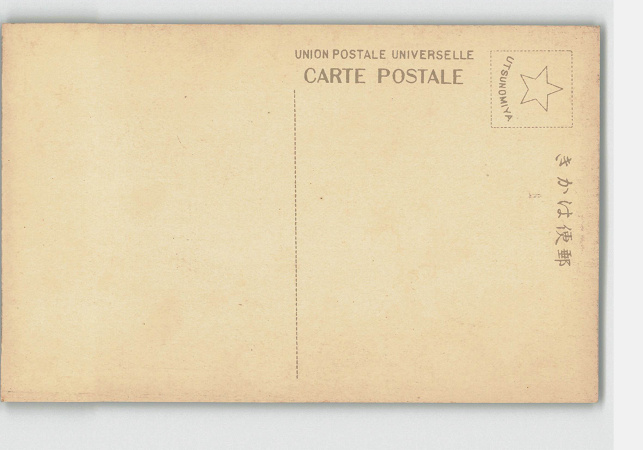 UNION POSTALE UNIVERSELLE
CARTE POSTALE
UTSUNOMIYA
きかは便郵